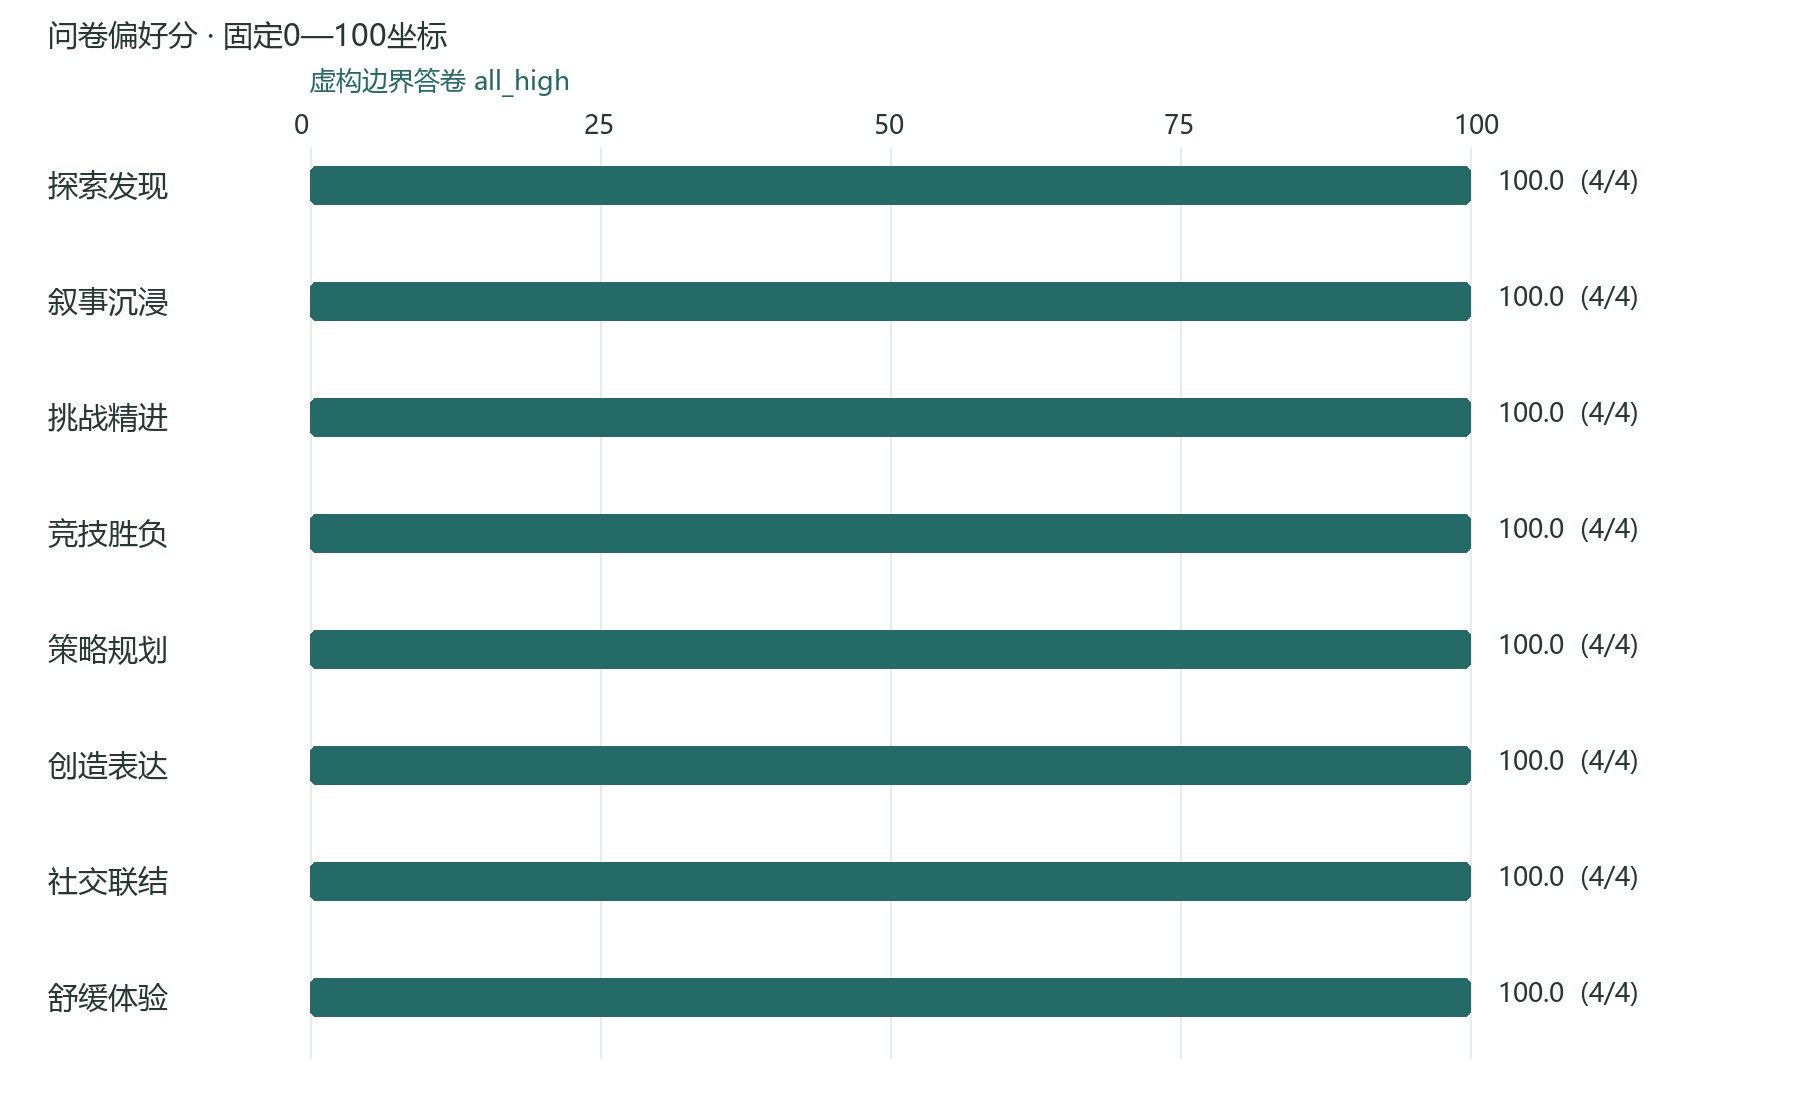 问卷偏好分 · 固定0—100坐标
虚构边界答卷 all_high
0 25 50 75 100
探索发现 100.0 (4/4)
叙事沉浸 100.0 (4/4)
挑战精进 100.0 (4/4)
竞技胜负 100.0 (4/4)
策略规划 100.0 (4/4)
创造表达 100.0 (4/4)
社交联结 100.0 (4/4)
舒缓体验 100.0 (4/4)